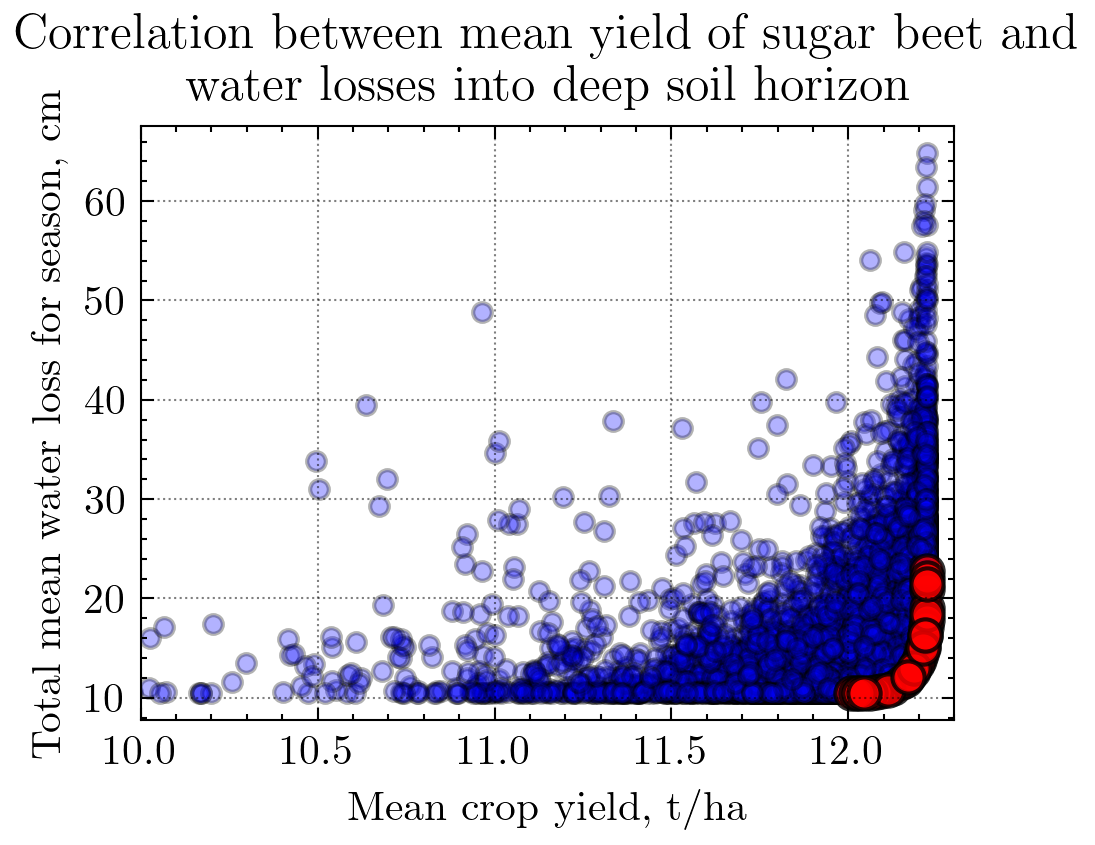 Correlation between mean yield of sugar beet and
water losses into deep soil horizon
Total mean water loss for season, cm
60
50
40
30
20
10
10.0 10.5 11.0 11.5 12.0
Mean crop yield, t/ha